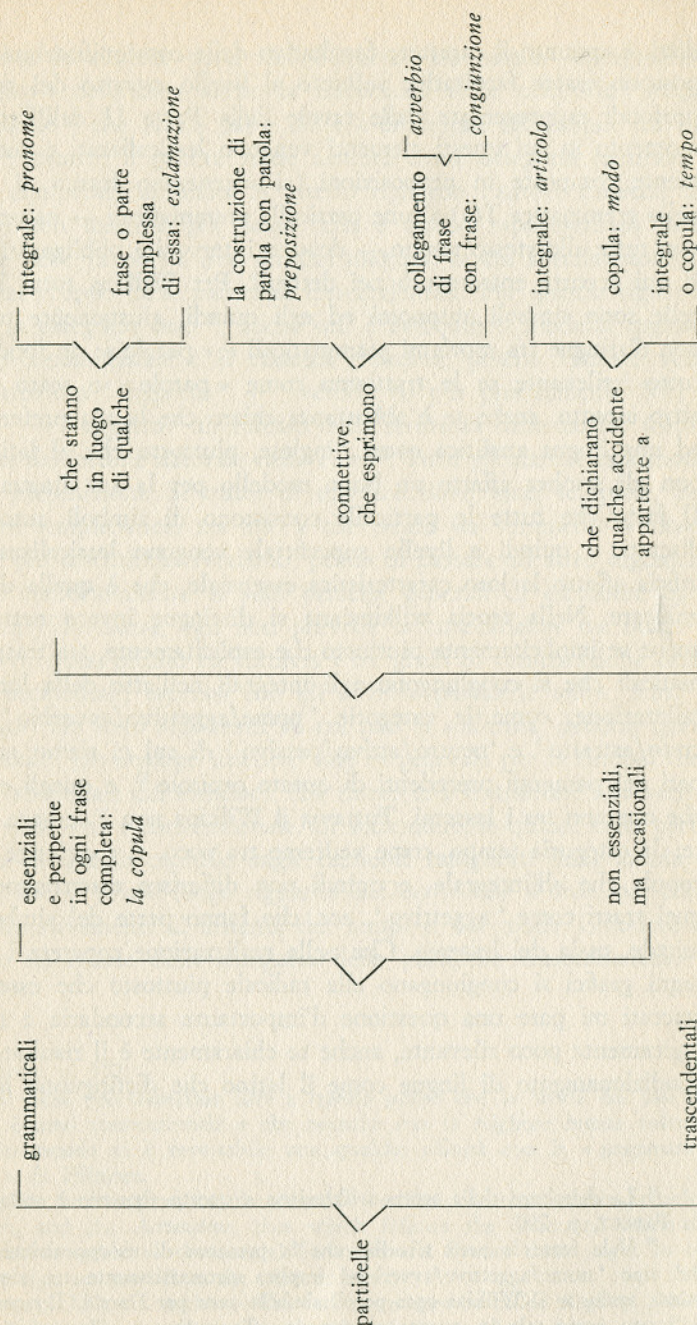 particelle
grammaticali
essenziali
e perpetue
in ogni frase
completa:
la copula
non essenziali,
ma occasionali
che stanno
in luogo
di qualche
integrale: pronome
frase o parte
complessa
di essa: esclamazione
connettive,
che esprimono
la costruzione di
parola con parola:
preposizione
collegamento
di frase
con frase:
avverbio
congiunzione
che dichiarano
qualche accidente
appartente a
integrale: articolo
copula: modo
integrale
o copula: tempo
trascendentali